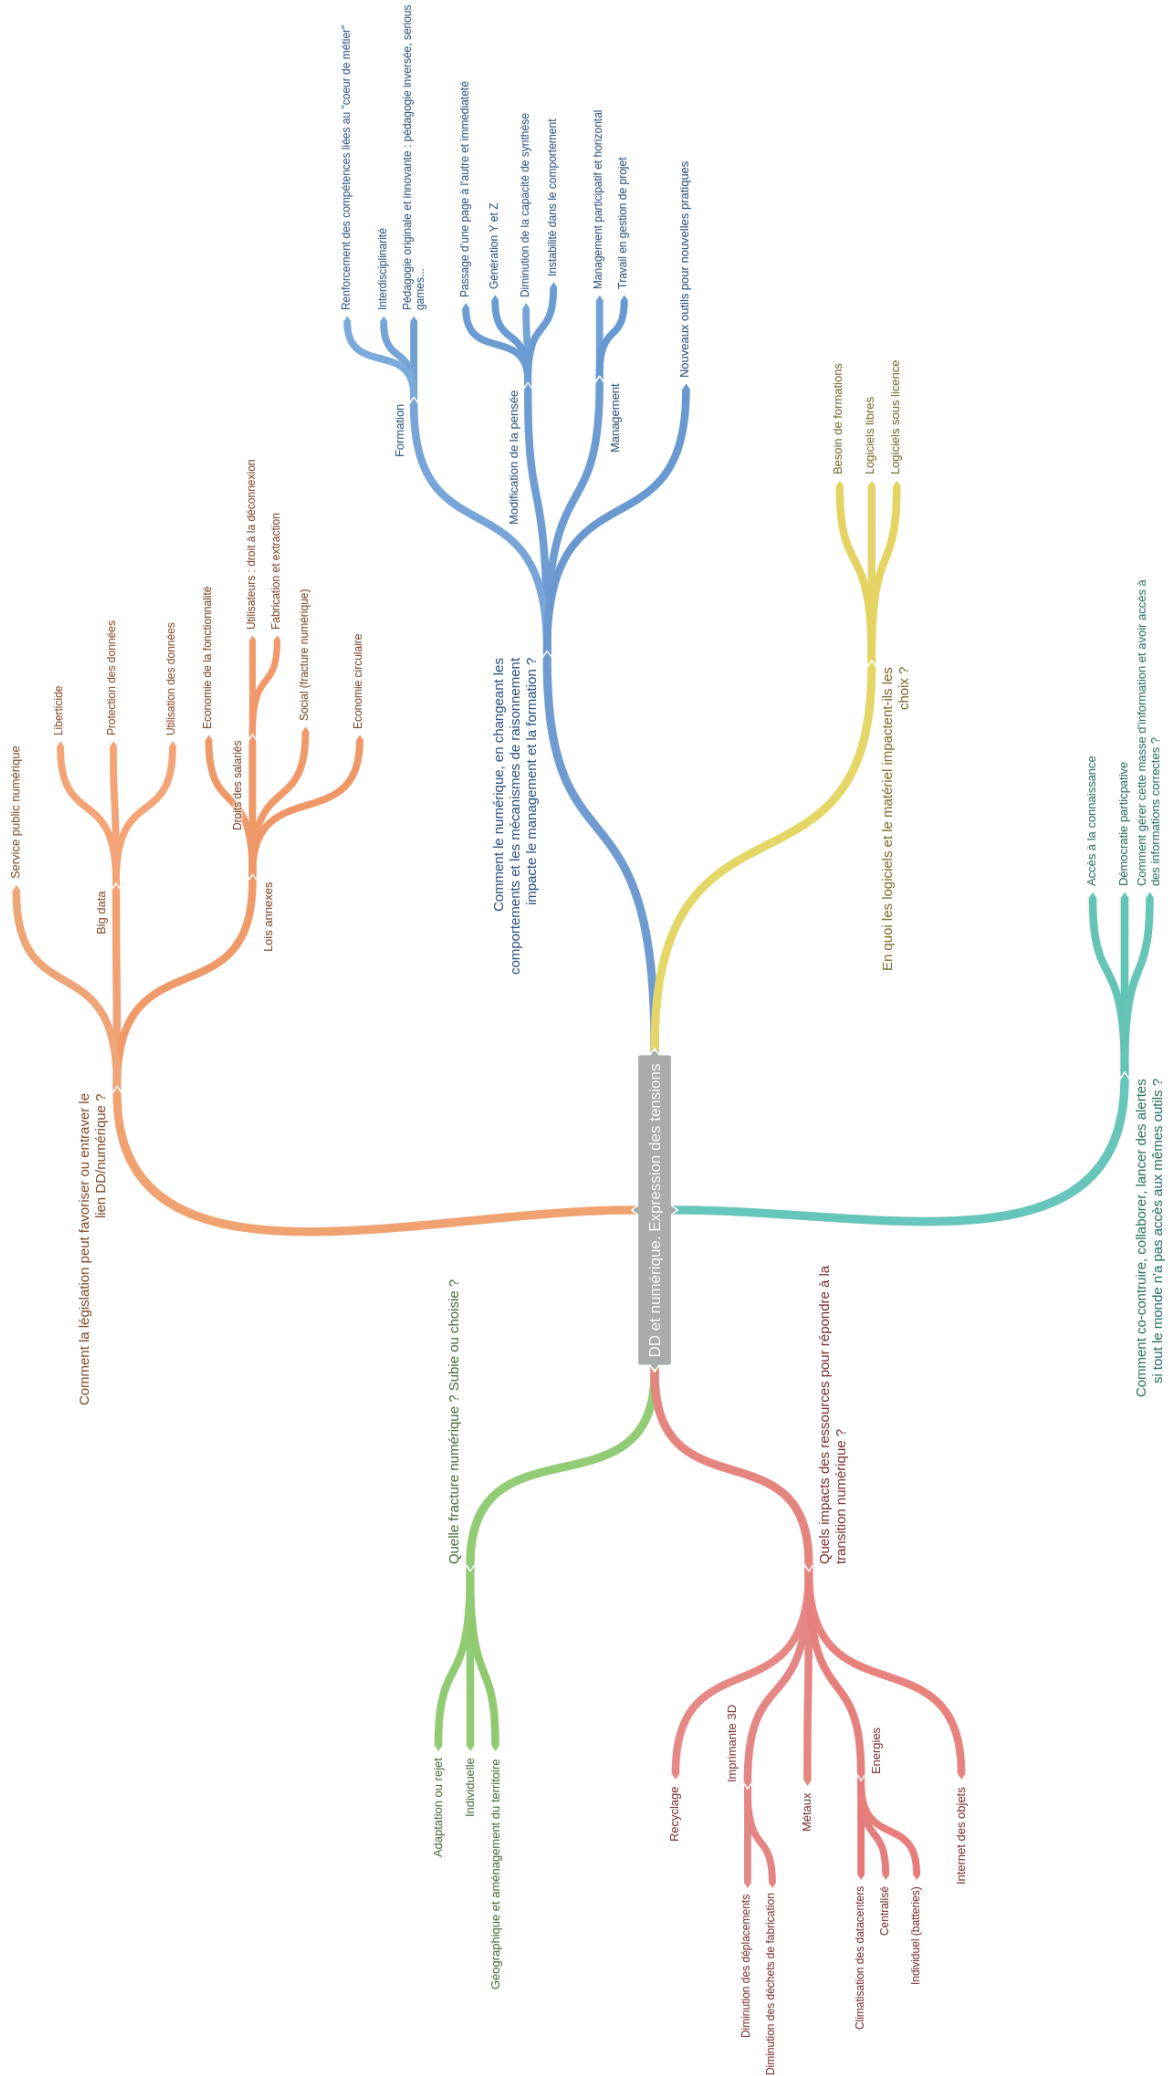 DD et numérique. Expression des tensions
Comment la législation peut favoriser ou entraver le
lien DD/numérique ?
Service public numérique
Big data
Liberticide
Protection des données
Utilisation des données
Lois annexes
Economie de la fonctionnalité
Droits des salariés
Utilisateurs : droit à la déconnexion
Fabrication et extraction
Social (fracture numérique)
Economie circulaire
Comment le numérique, en changeant les
comportements et les mécanismes de raisonnement
impacte le management et la formation ?
Formation
Renforcement des compétences liées au "coeur de métier"
Interdisciplinarité
Pédagogie originale et innovante : pédagogie inversée, serious
games...
Modification de la pensée
Passage d'une page à l'autre et immédiateté
Génération Y et Z
Diminution de la capacité de synthèse
Instabilité dans le comportement
Management
Management participatif et horizontal
Travail en gestion de projet
Nouveaux outils pour nouvelles pratiques
En quoi les logiciels et le matériel impactent-ils les
choix ?
Besoin de formations
Logiciels libres
Logiciels sous licence
Comment co-contruire, collaborer, lancer des alertes
si tout le monde n'a pas accès aux mêmes outils ?
Accès à la connaissance
Démocratie particpative
Comment gérer cette masse d'information et avoir accès à
des informations correctes ?
Quelle fracture numérique ? Subie ou choisie ?
Adaptation ou rejet
Individuelle
Géographique et aménagement du territoire
Quels impacts des ressources pour répondre à la
transition numérique ?
Recyclage
Imprimante 3D
Diminution des déplacements
Diminution des déchets de fabrication
Métaux
Energies
Climatisation des datacenters
Centralisé
Individuel (batteries)
Internet des objets